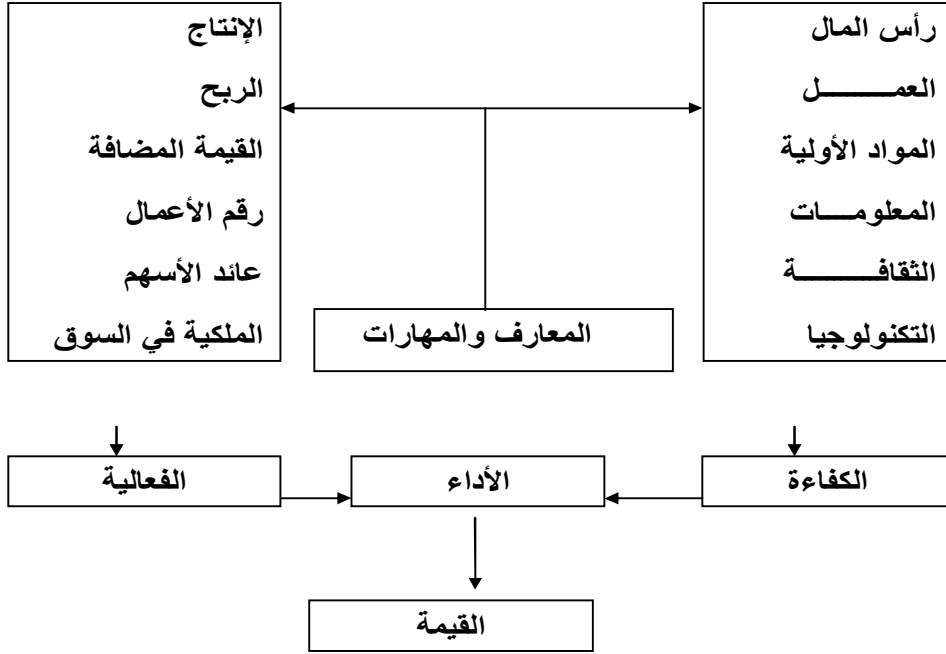 رأس المال
العمــــــل
المواد الأولية
المعلومـــات
الثقافــــــة
التكنولوجيا
الإنتاج
الربح
القيمة المضافة
رقم الأعمال
عائد الأسهم
الملكية في السوق
المعارف والمهارات
الكفاءة
الأداء
الفعالية
القيمة